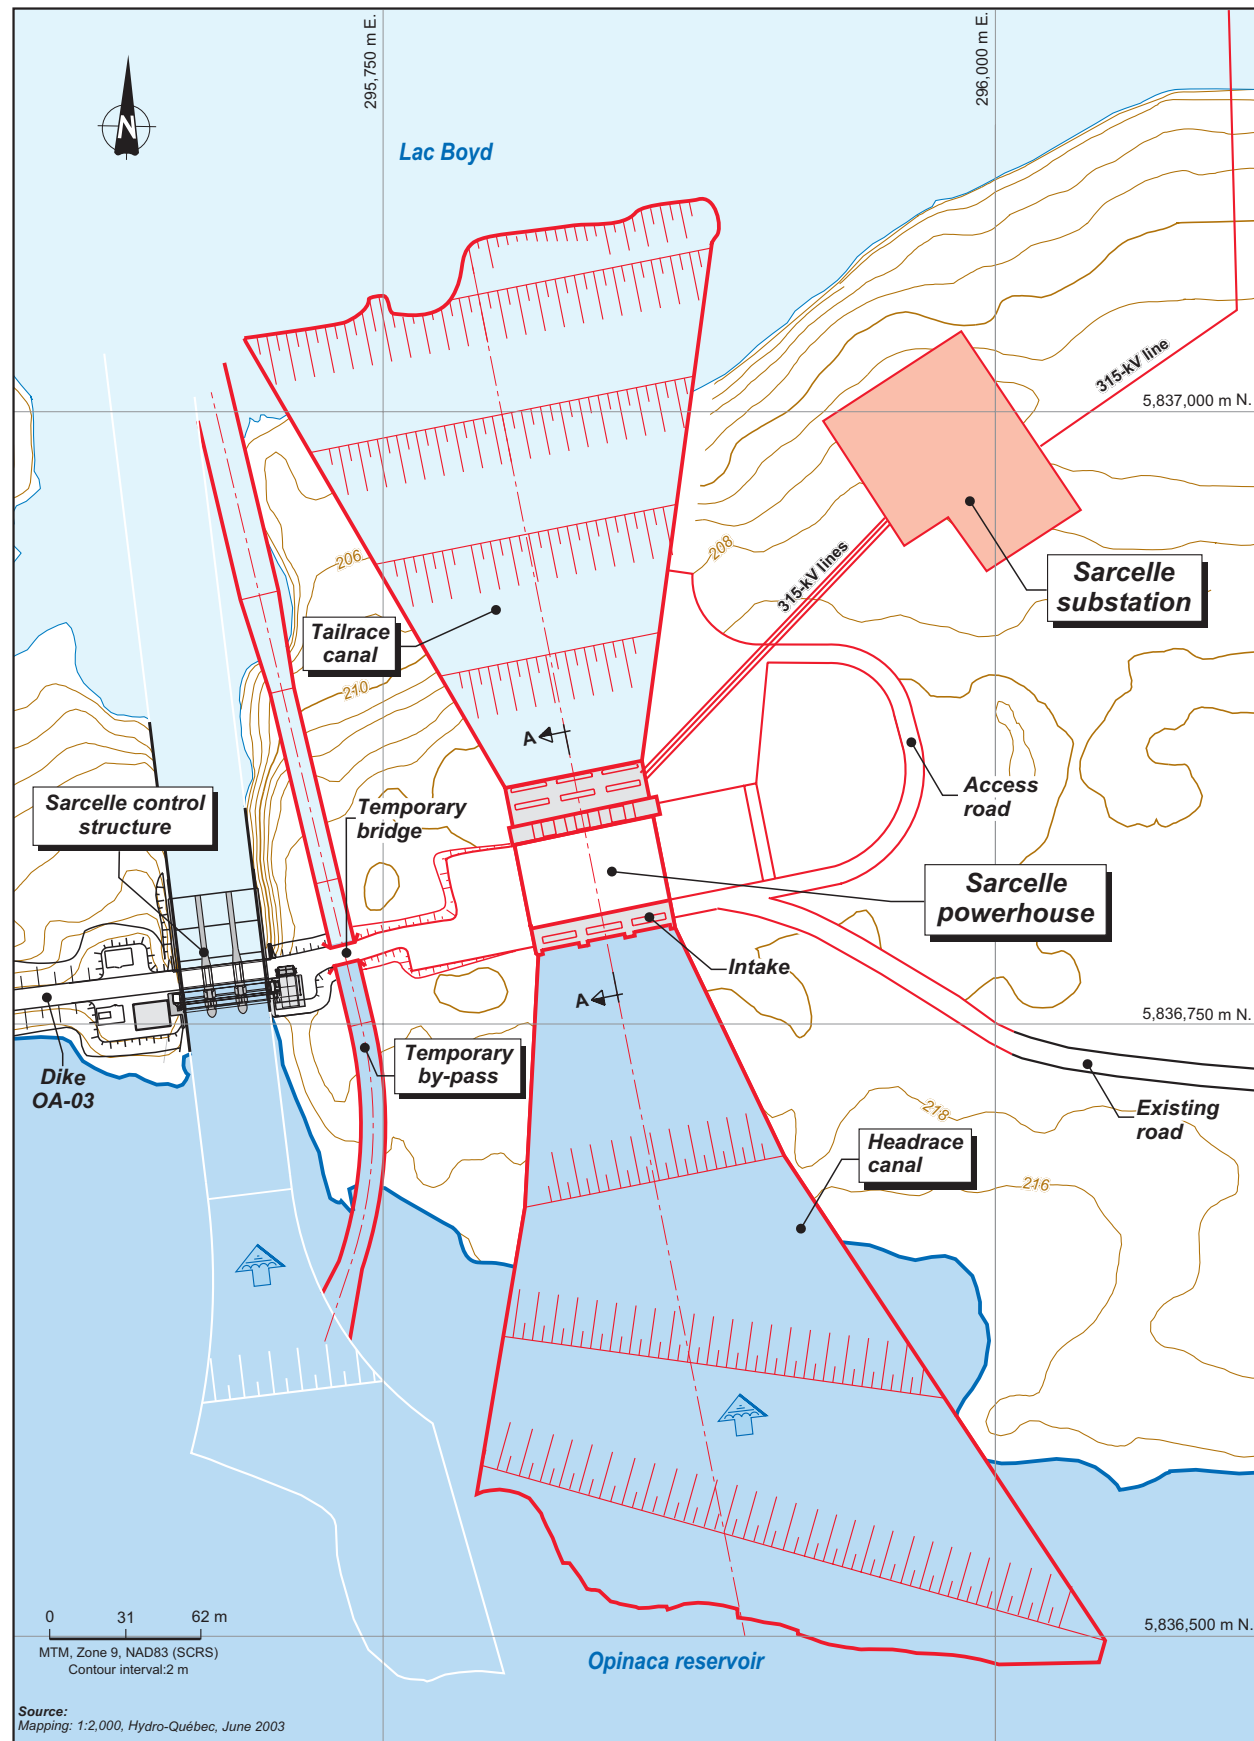 295,750 m E.
296,000 m E.
N
Lac Boyd
315-kV line
5,837,000 m N.
208
206
315-kV lines
Sarcelle
substation
Tailrace
canal
210
A
Access
road
Sarcelle control
structure
Temporary
bridge
Sarcelle
powerhouse
Intake
A
5,836,750 m N.
Temporary
by-pass
Dike
OA-03
Existing
road
218
Headrace
canal
216
0 31 62 m
5,836,500 m N.
MTM, Zone 9, NAD83 (SCRS)
Contour interval:2 m
Opinaca reservoir
Source:
Mapping: 1:2,000, Hydro-Québec, June 2003